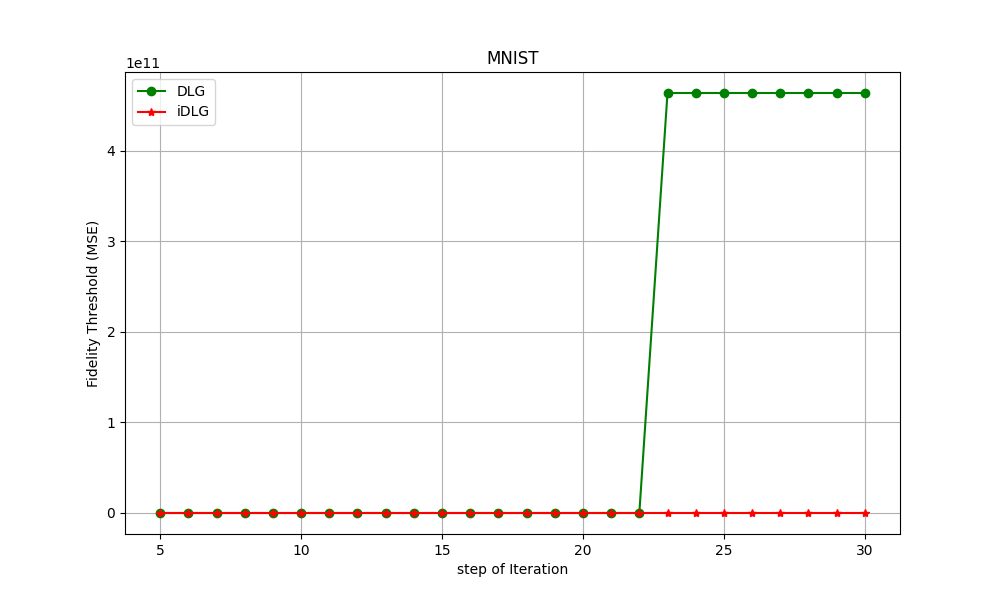 MNIST
1e11
DLG
iDLG
4
3
2
1
0
Fidelity Threshold (MSE)
5 10 15 20 25 30
step of Iteration